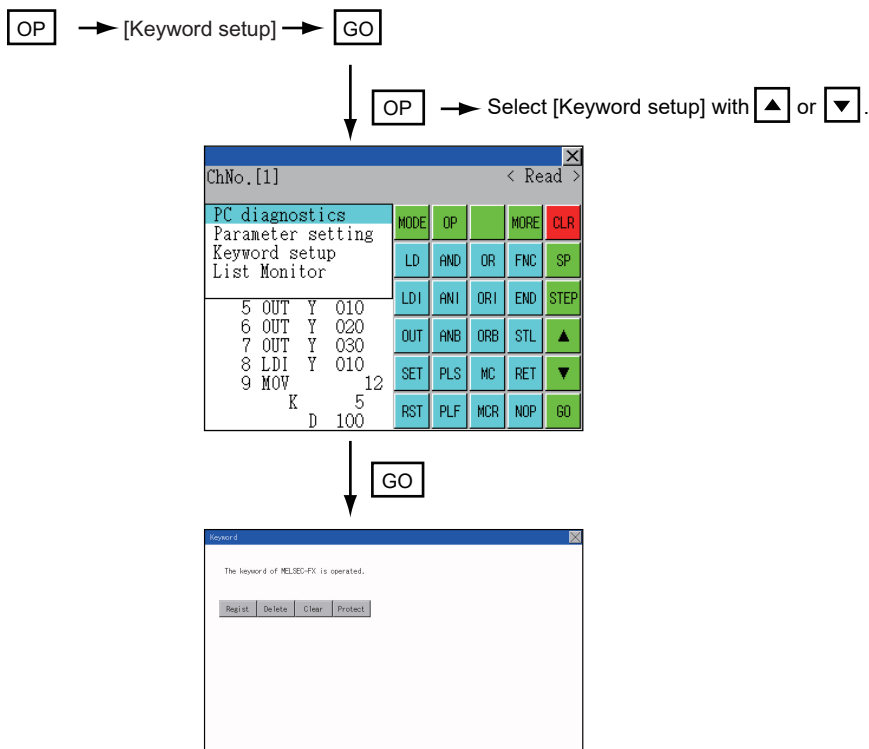 OP → [Keyword setup] → GO
OP → Select [Keyword setup] with ▲ or ▼ .
ChNo.[1] < Read >
PC diagnostics
Parameter setting
Keyword setup
List Monitor
5 OUT Y 010
6 OUT Y 020
7 OUT Y 030
8 LDI Y 010
9 MOV 12
K 5
D 100
MODE OP MORE CLR
LD AND OR FNC SP
LDI ANI ORI END STEP
OUT ANB ORB STL ▲
SET PLS MC RET ▼
RST PLF MCR NOP GO
GO
Keyword
The keyword of MELSEC-FX is operated.
Regist Delete Clear Protect